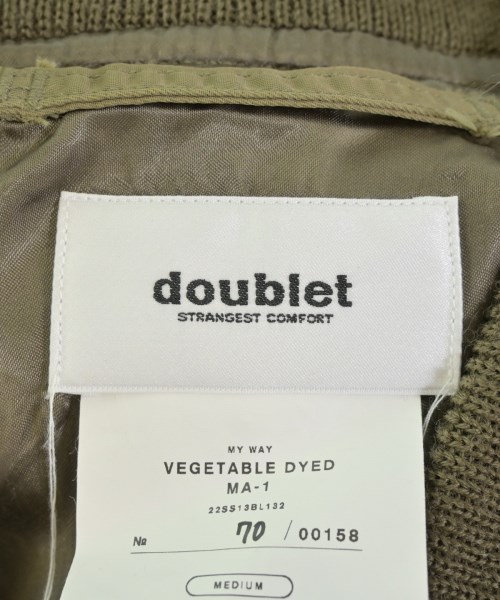 doublet
STRANGEST COMFORT
MY WAY
VEGETABLE DYED
MA-1
22SS13BL132
№ 70 / 00158
MEDIUM